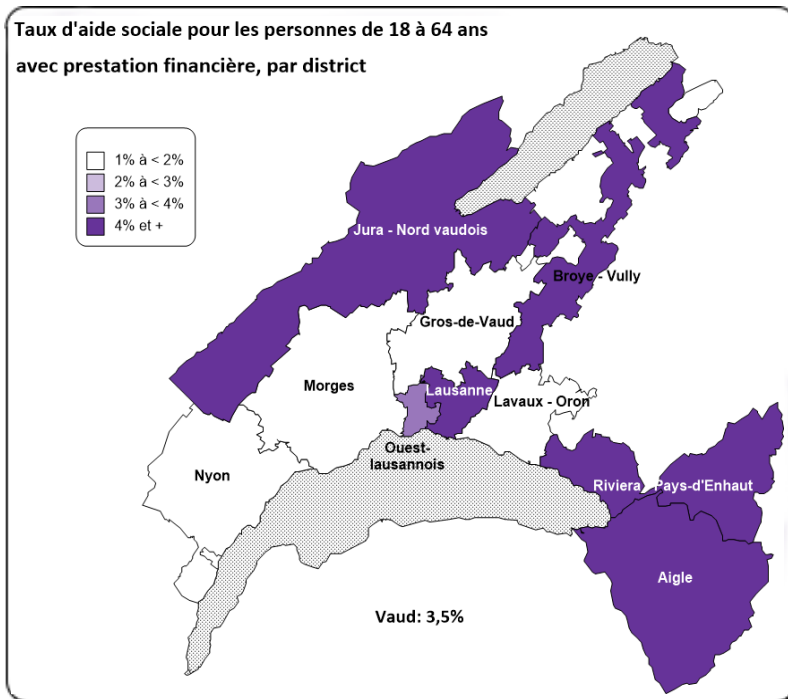 Taux d'aide sociale pour les personnes de 18 à 64 ans
avec prestation financière, par district
1% à < 2%
2% à < 3%
3% à < 4%
4% et +
Jura - Nord vaudois
Broye - Vully
Gros-de-Vaud
Morges
Lausanne
Lavaux - Oron
Ouest-
lausannois
Nyon
Riviera
Pays-d'Enhaut
Aigle
Vaud: 3,5%